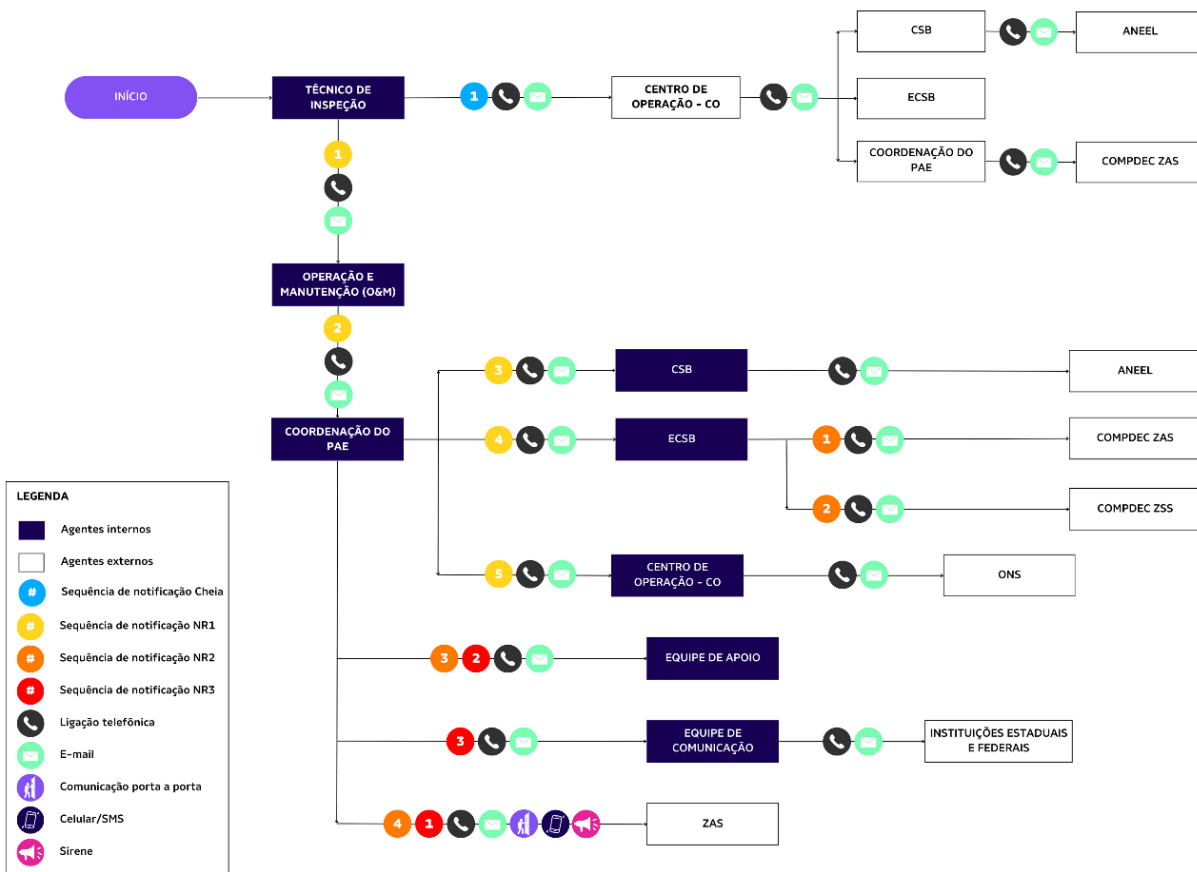 CSB
ANEEL
INÍCIO
TÉCNICO DE
INSPEÇÃO
1
CENTRO DE
OPERAÇÃO - CO
ECSB
COORDENAÇÃO DO
PAE
COMPDEC ZAS
1
OPERAÇÃO E
MANUTENÇÃO (O&M)
2
3
CSB
ANEEL
COORDENAÇÃO DO
PAE
4
ECSB
1
COMPDEC ZAS
2
COMPDEC ZSS
5
CENTRO DE
OPERAÇÃO - CO
ONS
3
2
EQUIPE DE APOIO
3
EQUIPE DE
COMUNICAÇÃO
INSTITUIÇÕES ESTADUAIS
E FEDERAIS
4
1
ZAS
LEGENDA
Agentes internos
Agentes externos
# Sequência de notificação Cheia
# Sequência de notificação NR1
# Sequência de notificação NR2
# Sequência de notificação NR3
Ligação telefônica
E-mail
Comunicação porta a porta
Celular/SMS
Sirene